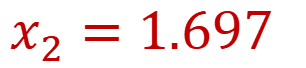 x₂ = 1.697